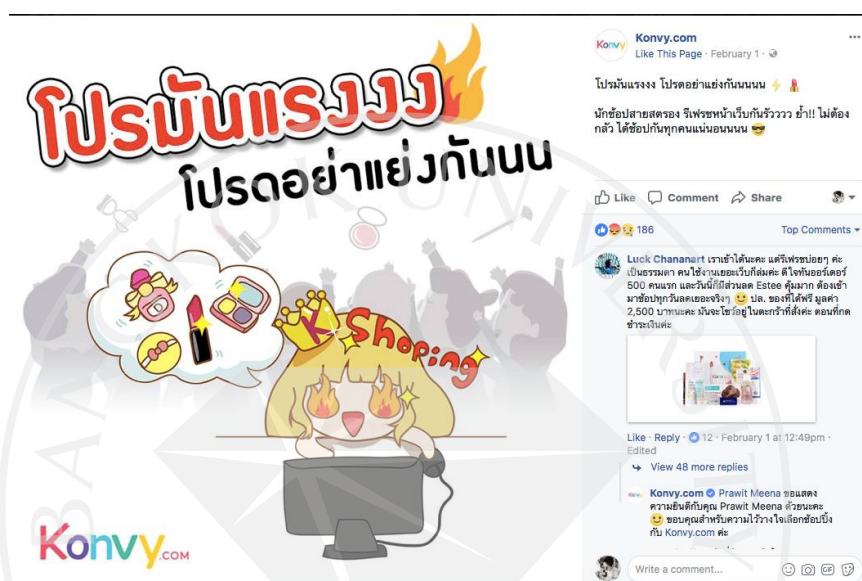 โปรมันแรงงง
โปรดอย่าแย่งกันนน
K
Shoping
Konvy.COM
BANGKOK UNIVERSITY
Konvy
Konvy.com
Like This Page · February 1 ·
โปรมันแรงงง โปรดอย่าแย่งกันนนนน ⚡ 💄
นักช้อปสายสตรอง รีเฟรชหน้าเว็บกันรัวววว ย้ำ!! ไม่ต้อง
กลัว ได้ช้อปกันทุกคนแน่นอนนนน 😎
Like Comment Share
186 Top Comments
Luck Chananart เราเข้าได้นะคะ แต่รีเฟรชบ่อยๆ ค่ะ
เป็นธรรมดา คนใช้งานเยอะเว็บก็ล่มค่ะ ดีใจทันออร์เดอร์
500 คนแรก และวันนี้ก็มีส่วนลด Estee คุ้มมาก ต้องเข้า
มาช้อปทุกวันลดเยอะจริงๆ 🙂 ปล. ของที่ได้ฟรี มูลค่า
2,500 บาทนะคะ มันจะโชว์อยู่ในตะกร้าที่สั่งค่ะ ตอนที่กด
ชำระเงินค่ะ
Like · Reply · 12 · February 1 at 12:49pm ·
Edited
View 48 more replies
Konvy.com Prawit Meena ขอแสดง
ความยินดีกับคุณ Prawit Meena ด้วยนะคะ
🙂 ขอบคุณสำหรับความไว้วางใจเลือกช้อปปิ้ง
กับ Konvy.com ค่ะ
Write a comment...
GIF